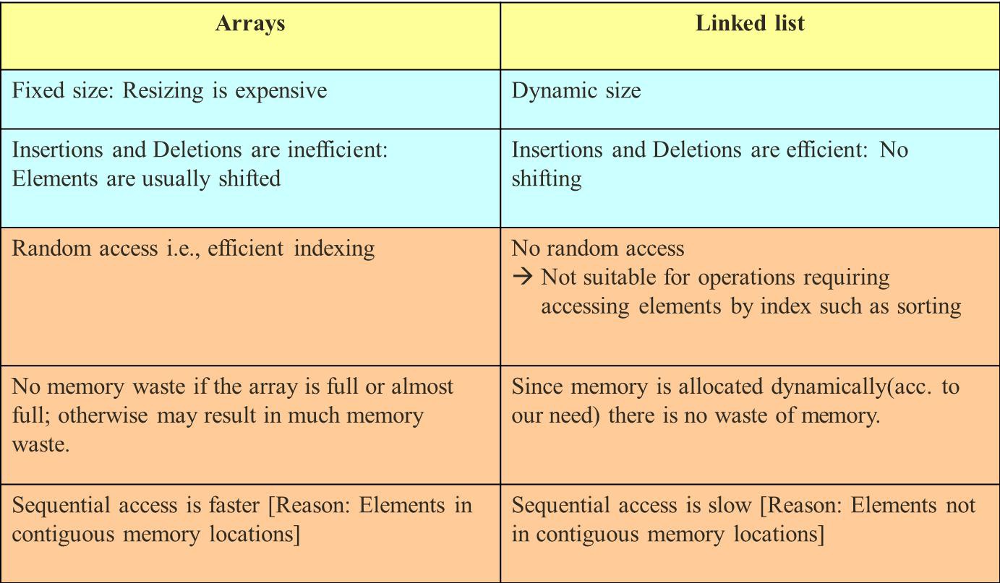 Arrays
Linked list
Fixed size: Resizing is expensive
Dynamic size
Insertions and Deletions are inefficient:
Elements are usually shifted
Insertions and Deletions are efficient: No
shifting
Random access i.e., efficient indexing
No random access
→ Not suitable for operations requiring
accessing elements by index such as sorting
No memory waste if the array is full or almost
full; otherwise may result in much memory
waste.
Since memory is allocated dynamically(acc. to
our need) there is no waste of memory.
Sequential access is faster [Reason: Elements in
contiguous memory locations]
Sequential access is slow [Reason: Elements not
in contiguous memory locations]